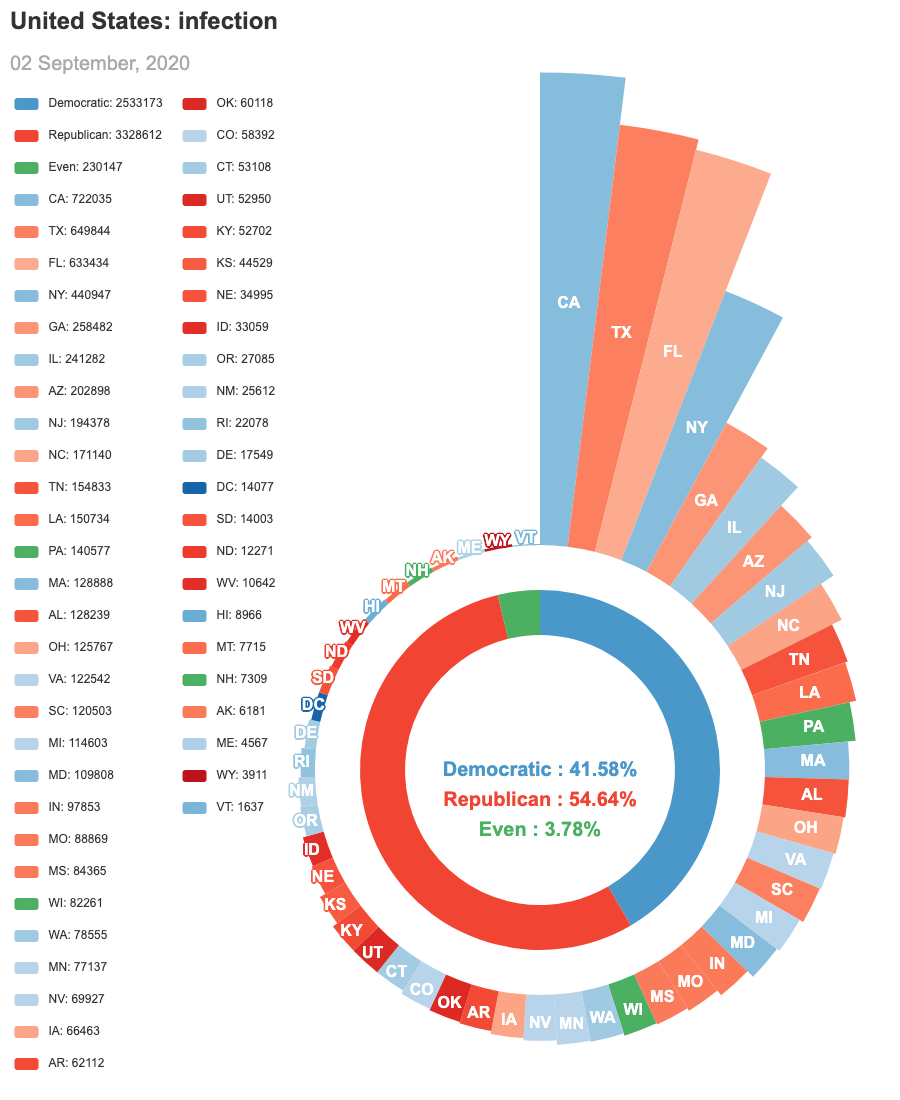 United States: infection
02 September, 2020
Democratic: 2533173
Republican: 3328612
Even: 230147
CA: 722035
TX: 649844
FL: 633434
NY: 440947
GA: 258482
IL: 241282
AZ: 202898
NJ: 194378
NC: 171140
TN: 154833
LA: 150734
PA: 140577
MA: 128888
AL: 128239
OH: 125767
VA: 122542
SC: 120503
MI: 114603
MD: 109808
IN: 97853
MO: 88869
MS: 84365
WI: 82261
WA: 78555
MN: 77137
NV: 69927
IA: 66463
AR: 62112
OK: 60118
CO: 58392
CT: 53108
UT: 52950
KY: 52702
KS: 44529
NE: 34995
ID: 33059
OR: 27085
NM: 25612
RI: 22078
DE: 17549
DC: 14077
SD: 14003
ND: 12271
WV: 10642
HI: 8966
MT: 7715
NH: 7309
AK: 6181
ME: 4567
WY: 3911
VT: 1637
CA
TX
FL
NY
GA
IL
AZ
NJ
NC
TN
LA
PA
MA
AL
OH
VA
SC
MI
MD
IN
MO
MS
WI
WA
MN
NV
IA
AR
OK
CO
CT
UT
KY
KS
NE
ID
OR
NM
RI
DE
DC
SD
ND
WV
HI
MT
NH
AK
ME
WY
VT
Democratic : 41.58%
Republican : 54.64%
Even : 3.78%